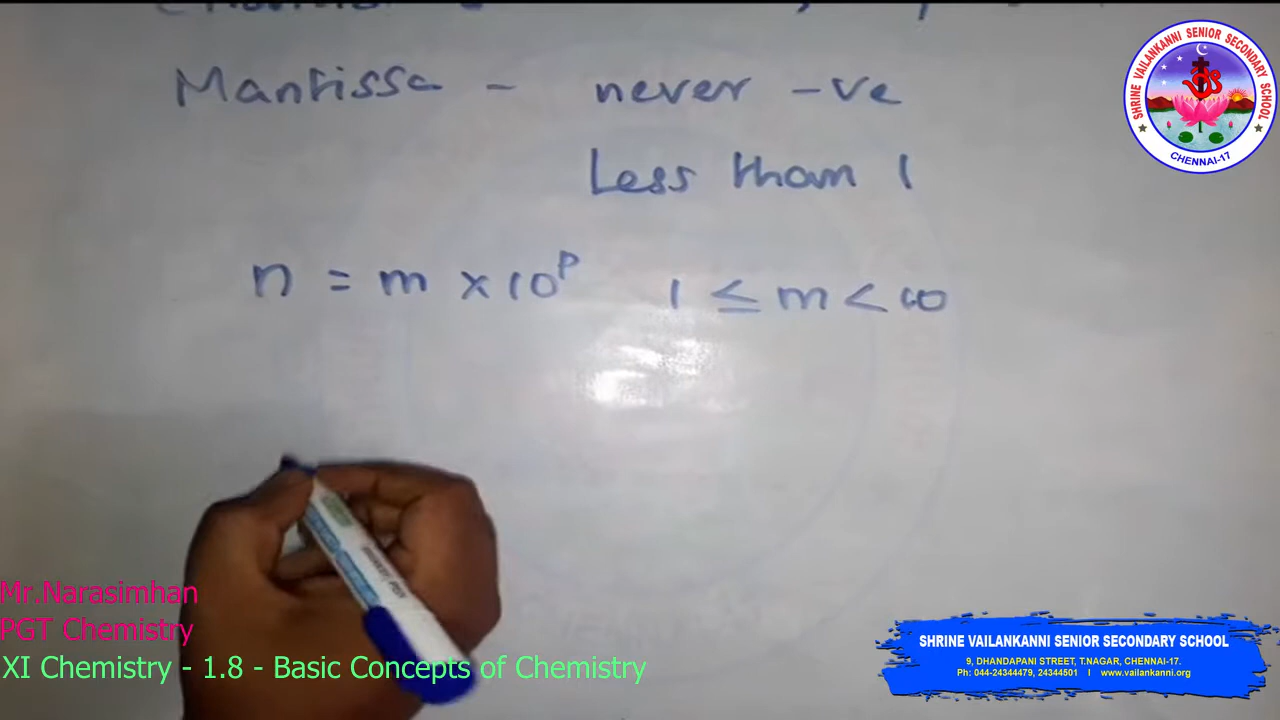 Mantissa - never -ve
Less than 1
n = m × 10ᵖ 1 ≤ m < 10
SHRINE VAILANKANNI SENIOR SECONDARY SCHOOL
CHENNAI-17
Mr.Narasimhan
PGT Chemistry
XI Chemistry - 1.8 - Basic Concepts of Chemistry
SHRINE VAILANKANNI SENIOR SECONDARY SCHOOL
9, DHANDAPANI STREET, T.NAGAR, CHENNAI-17.
Ph: 044-24344479, 24344501 I www.vailankanni.org